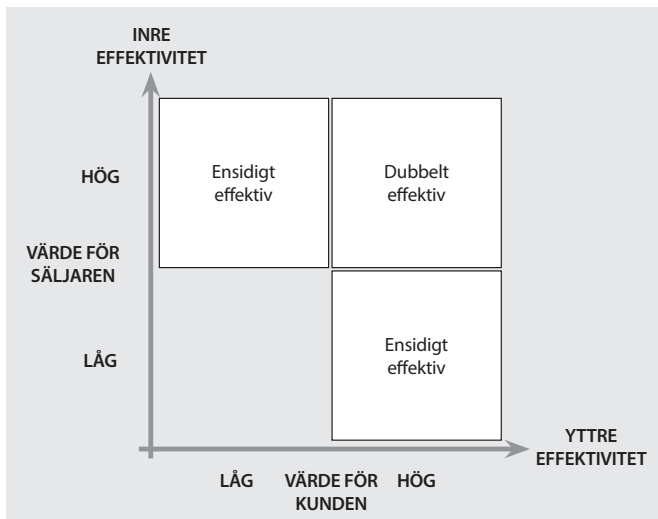 INRE
EFFEKTIVITET
HÖG
Ensidigt
effektiv
Dubbelt
effektiv
VÄRDE FÖR
SÄLJAREN
LÅG
Ensidigt
effektiv
YTTRE
EFFEKTIVITET
LÅG
VÄRDE FÖR
KUNDEN
HÖG